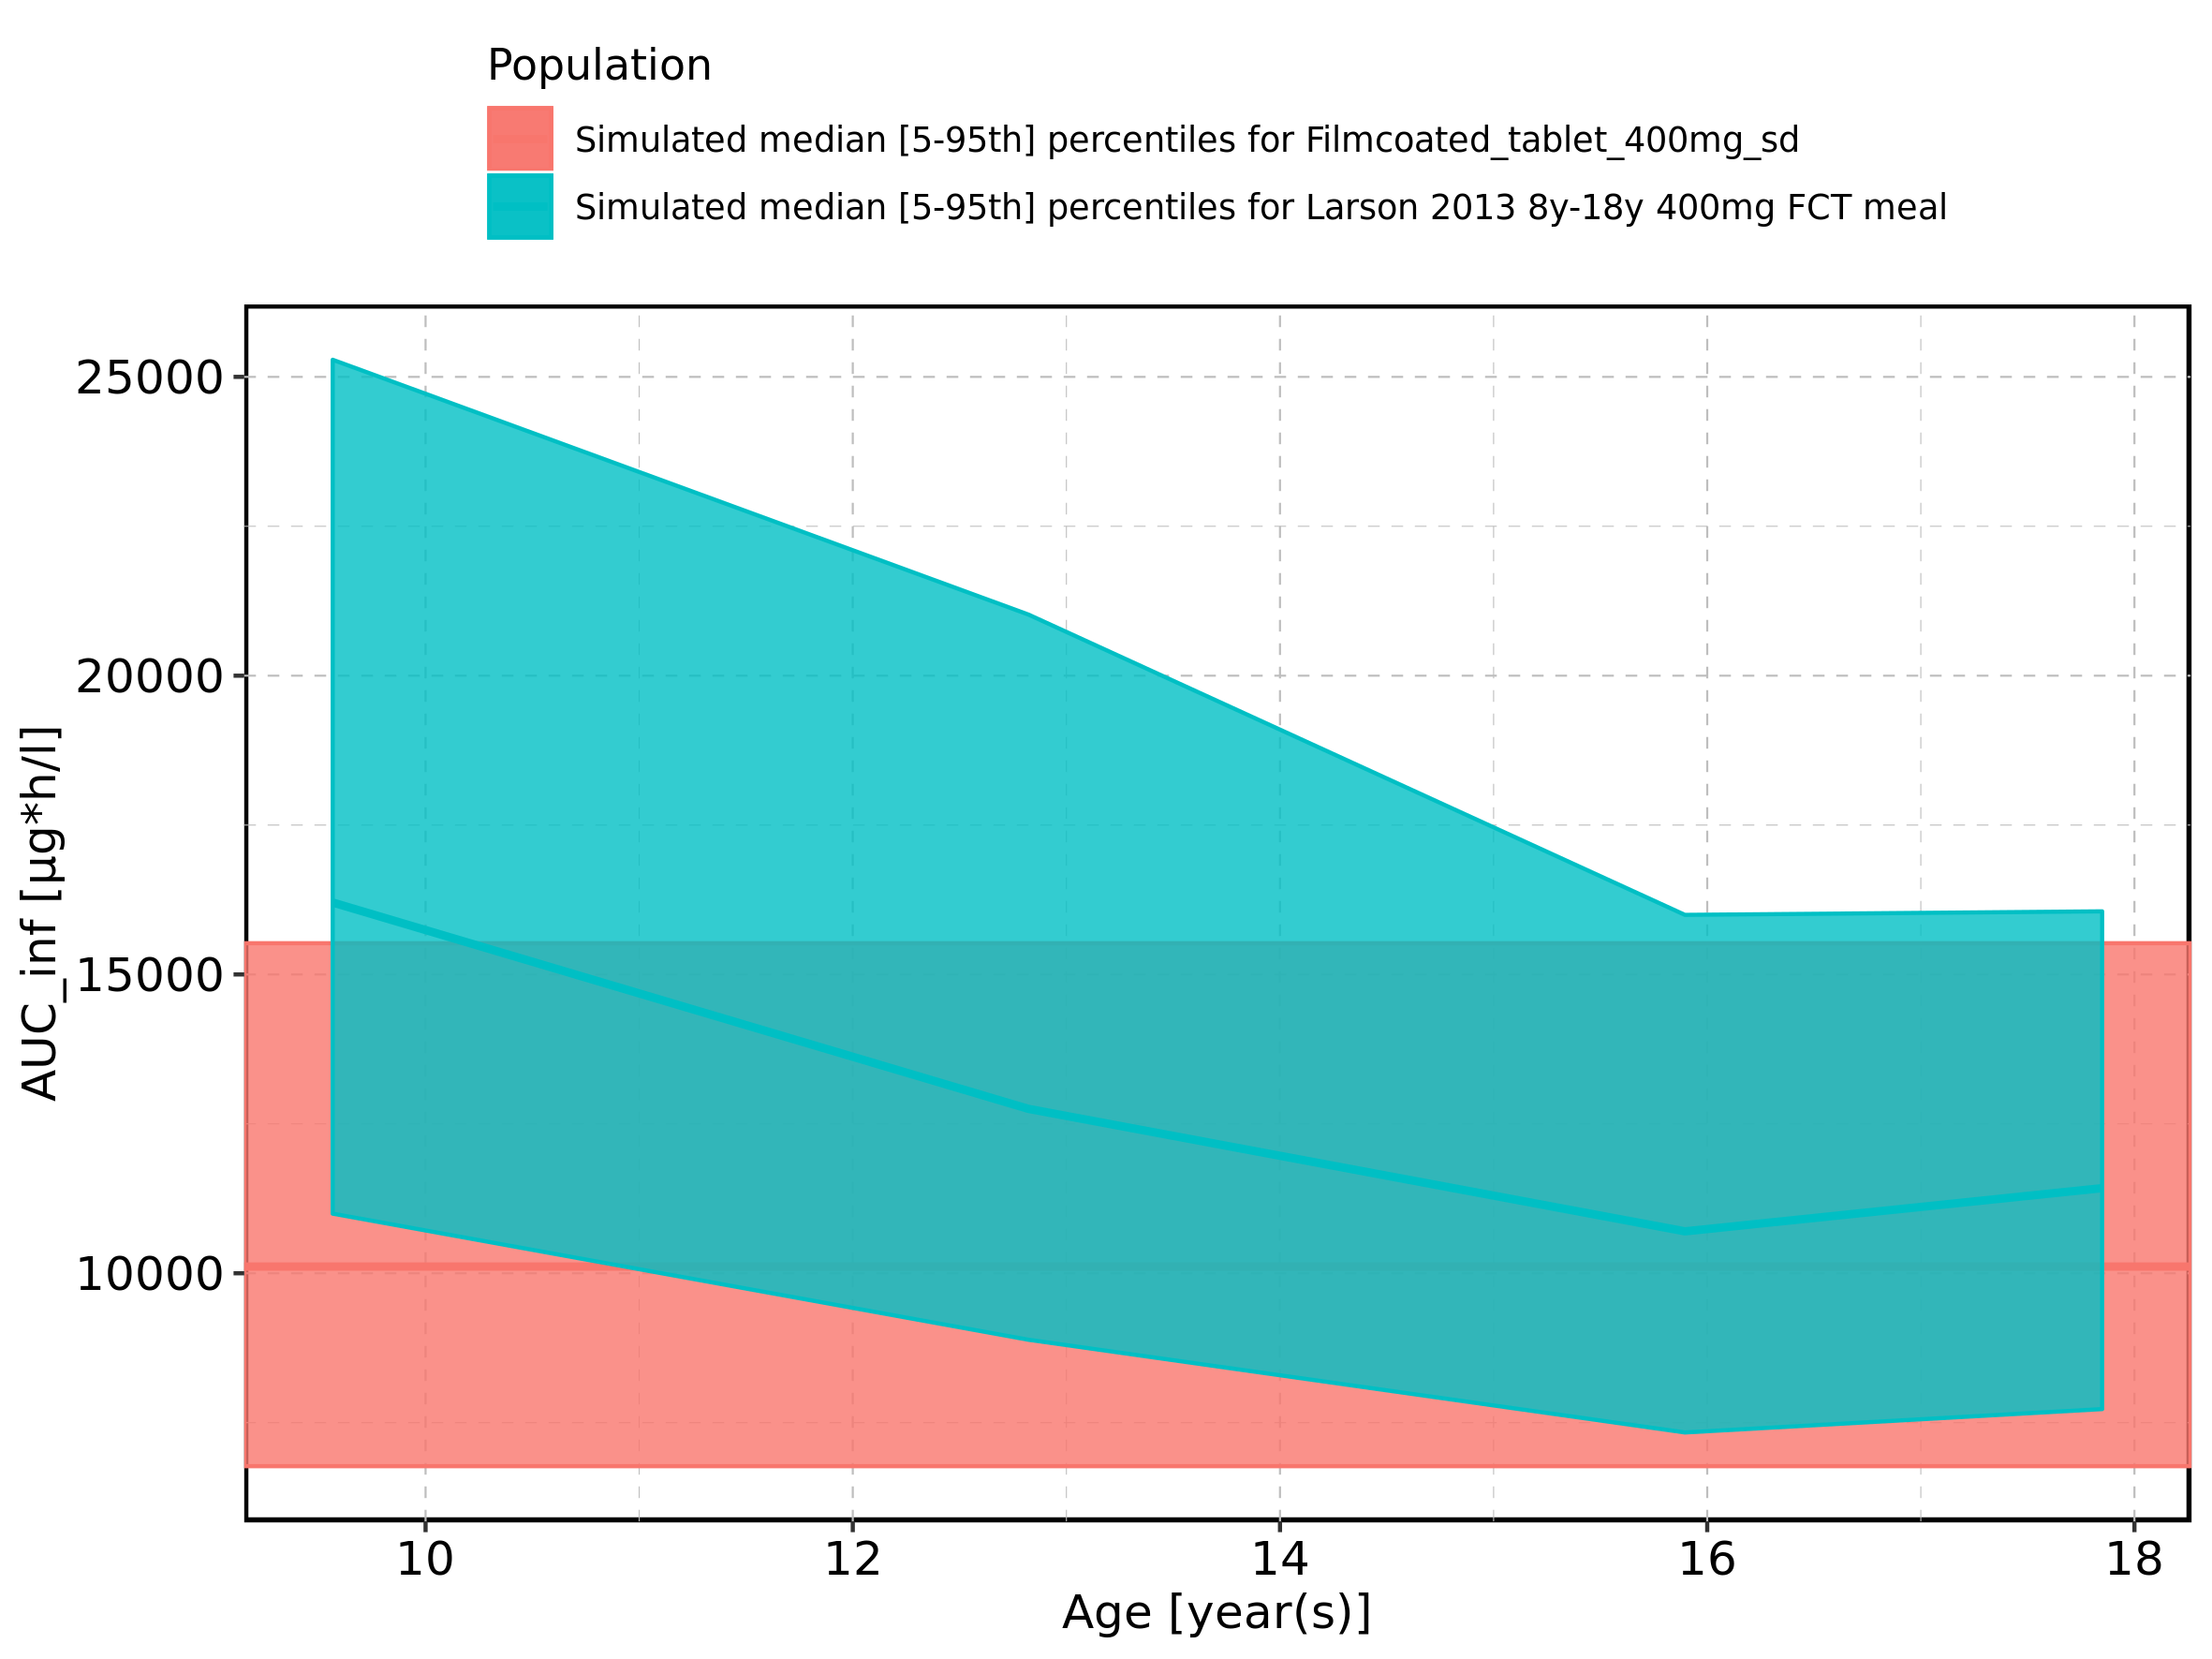 Population
Simulated median [5-95th] percentiles for Filmcoated_tablet_400mg_sd
Simulated median [5-95th] percentiles for Larson 2013 8y-18y 400mg FCT meal
25000
20000
15000
10000
AUC_inf [µg*h/l]
10 12 14 16 18
Age [year(s)]